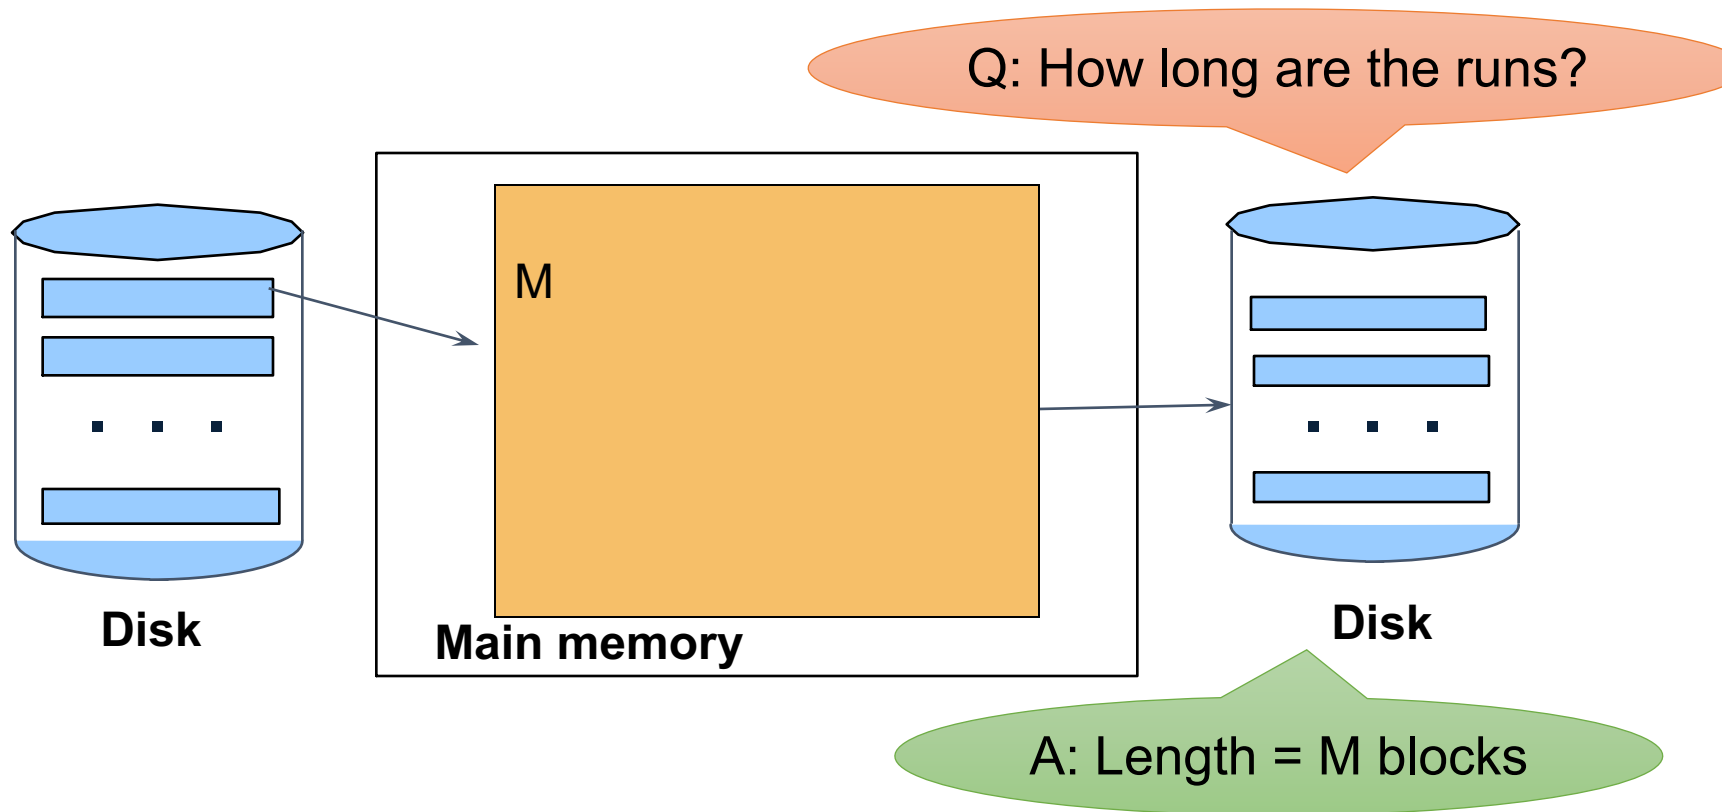 Q: How long are the runs?
M
Disk
Main memory
Disk
A: Length = M blocks